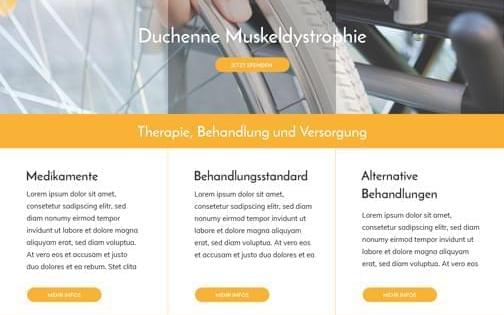 Duchenne Muskeldystrophie
JETZT SPENDEN
Therapie, Behandlung und Versorgung
Medikamente
Lorem ipsum dolor sit amet,
consetetur sadipscing elitr, sed
diam nonumy eirmod tempor
invidunt ut labore et dolore magna
aliquyam erat, sed diam voluptua.
At vero eos et accusam et justo
duo dolores et ea rebum. Stet clita
MEHR INFOS
Behandlungsstandard
Lorem ipsum dolor sit amet,
consetetur sadipscing elitr, sed diam
nonumy eirmod tempor invidunt ut
labore et dolore magna aliquyam
erat, sed diam voluptua. At vero eos
et accusam et justo duo dolores et ea
MEHR INFOS
Alternative
Behandlungen
Lorem ipsum dolor sit amet,
consetetur sadipscing elitr, sed diam
nonumy eirmod tempor invidunt ut
labore et dolore magna aliquyam
erat, sed diam voluptua. At vero eos
MEHR INFOS